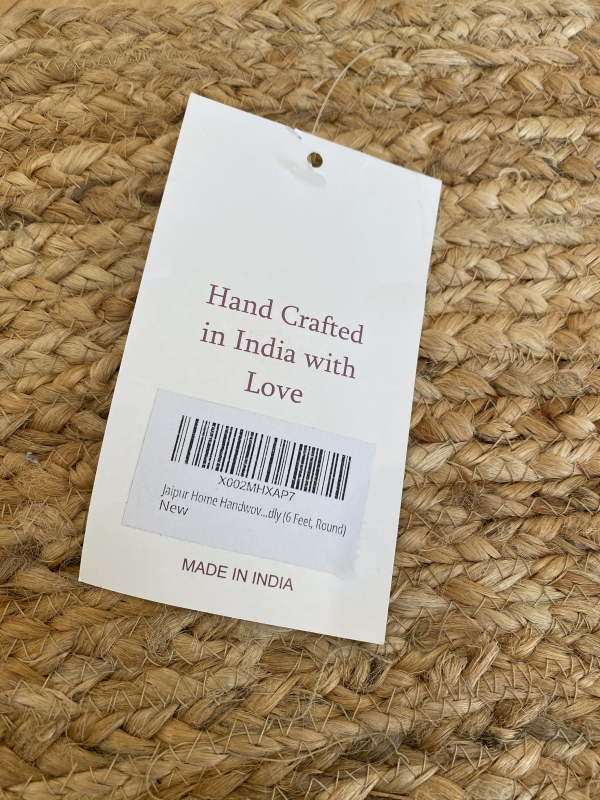 Hand Crafted
in India with
Love
X002MHXAP7
Jaipur Home Handwov...dly (6 Feet, Round)
New
MADE IN INDIA